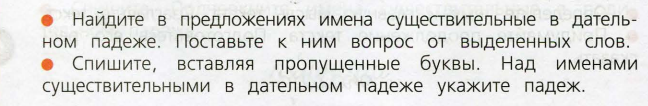 ● Найдите в предложениях имена существительные в датель-
ном падеже. Поставьте к ним вопрос от выделенных слов.
● Спишите, вставляя пропущенные буквы. Над именами
существительными в дательном падеже укажите падеж.